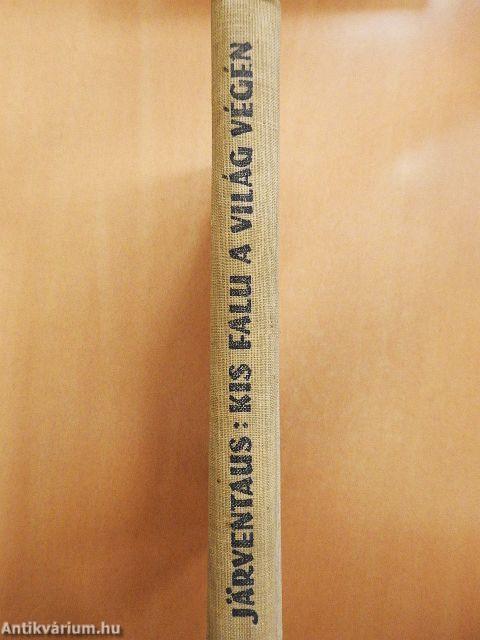 JÄRVENTAUS: KIS FALU A VILÁG VÉGÉN
Antikvárium.hu